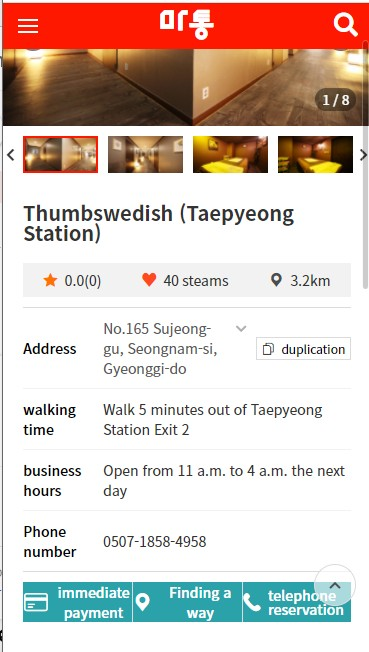 마통
1 / 8
Thumbswedish (Taepyeong
Station)
0.0(0)
40 steams
3.2km
Address
No.165 Sujeong-
gu, Seongnam-si,
Gyeonggi-do
duplication
walking
time
Walk 5 minutes out of Taepyeong
Station Exit 2
business
hours
Open from 11 a.m. to 4 a.m. the next
day
Phone
number
0507-1858-4958
immediate
payment
Finding a
way
telephone
reservation